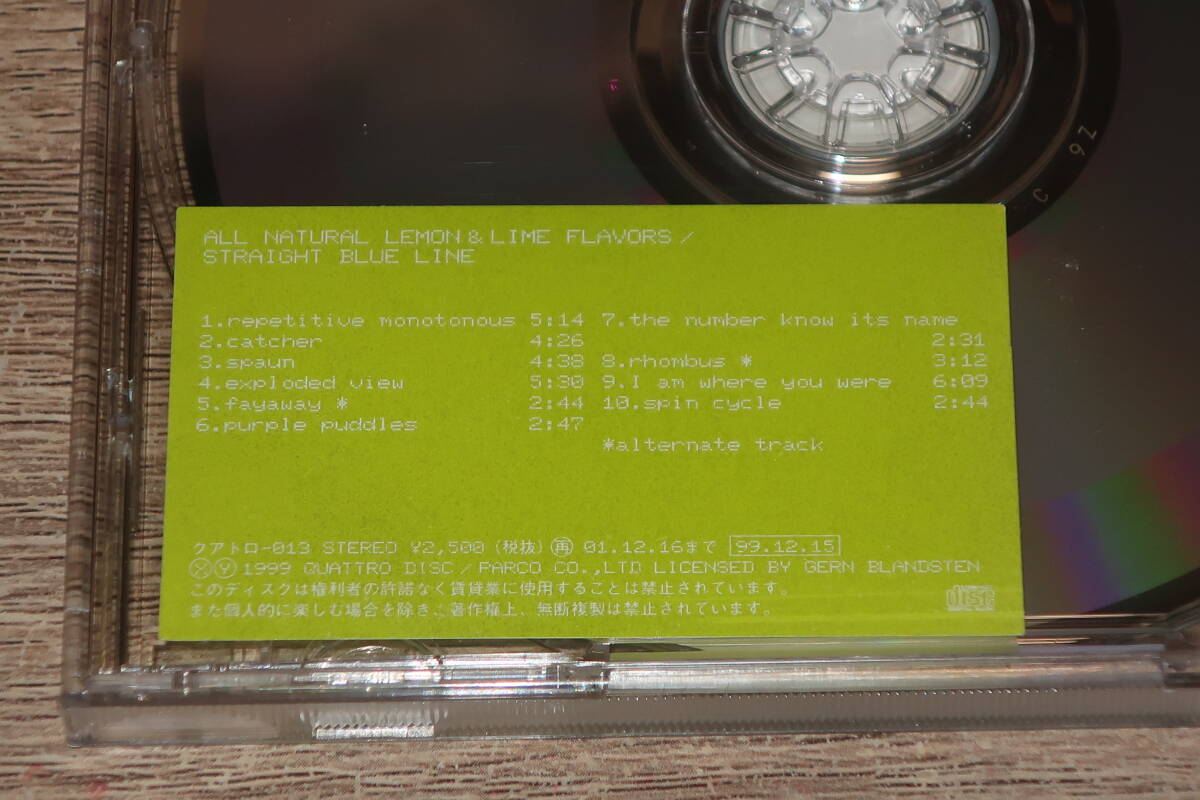 ALL NATURAL LEMON & LIME FLAVORS /
STRAIGHT BLUE LINE
1.repetitive monotonous 5:14
2.catcher 4:26
3.spaun 4:38
4.exploded view 5:30
5.fayaway * 2:44
6.purple puddles 2:47
7.the number know its name
2:31
8.rhombus * 3:12
9.I am where you were 6:09
10.spin cycle 2:44
*alternate track
クアトロ-013 STEREO ¥2,500 (税抜) 再 01.12.16まで 99.12.15
ⓍⓎ 1999 QUATTRO DISC / PARCO CO.,LTD LICENSED BY GERN BLANDSTEN
このディスクは権利者の許諾なく賃貸業に使用することは禁止されています。
また個人的に楽しむ場合を除き、著作権上、無断複製は禁止されています。
disc
C
Z6